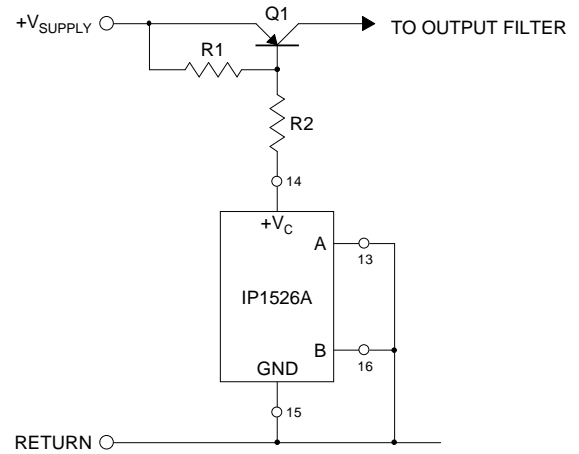 Q1
+VSUPPLY
TO OUTPUT FILTER
R1
R2
14
+VC
A
13
IP1526A
B
16
GND
15
RETURN